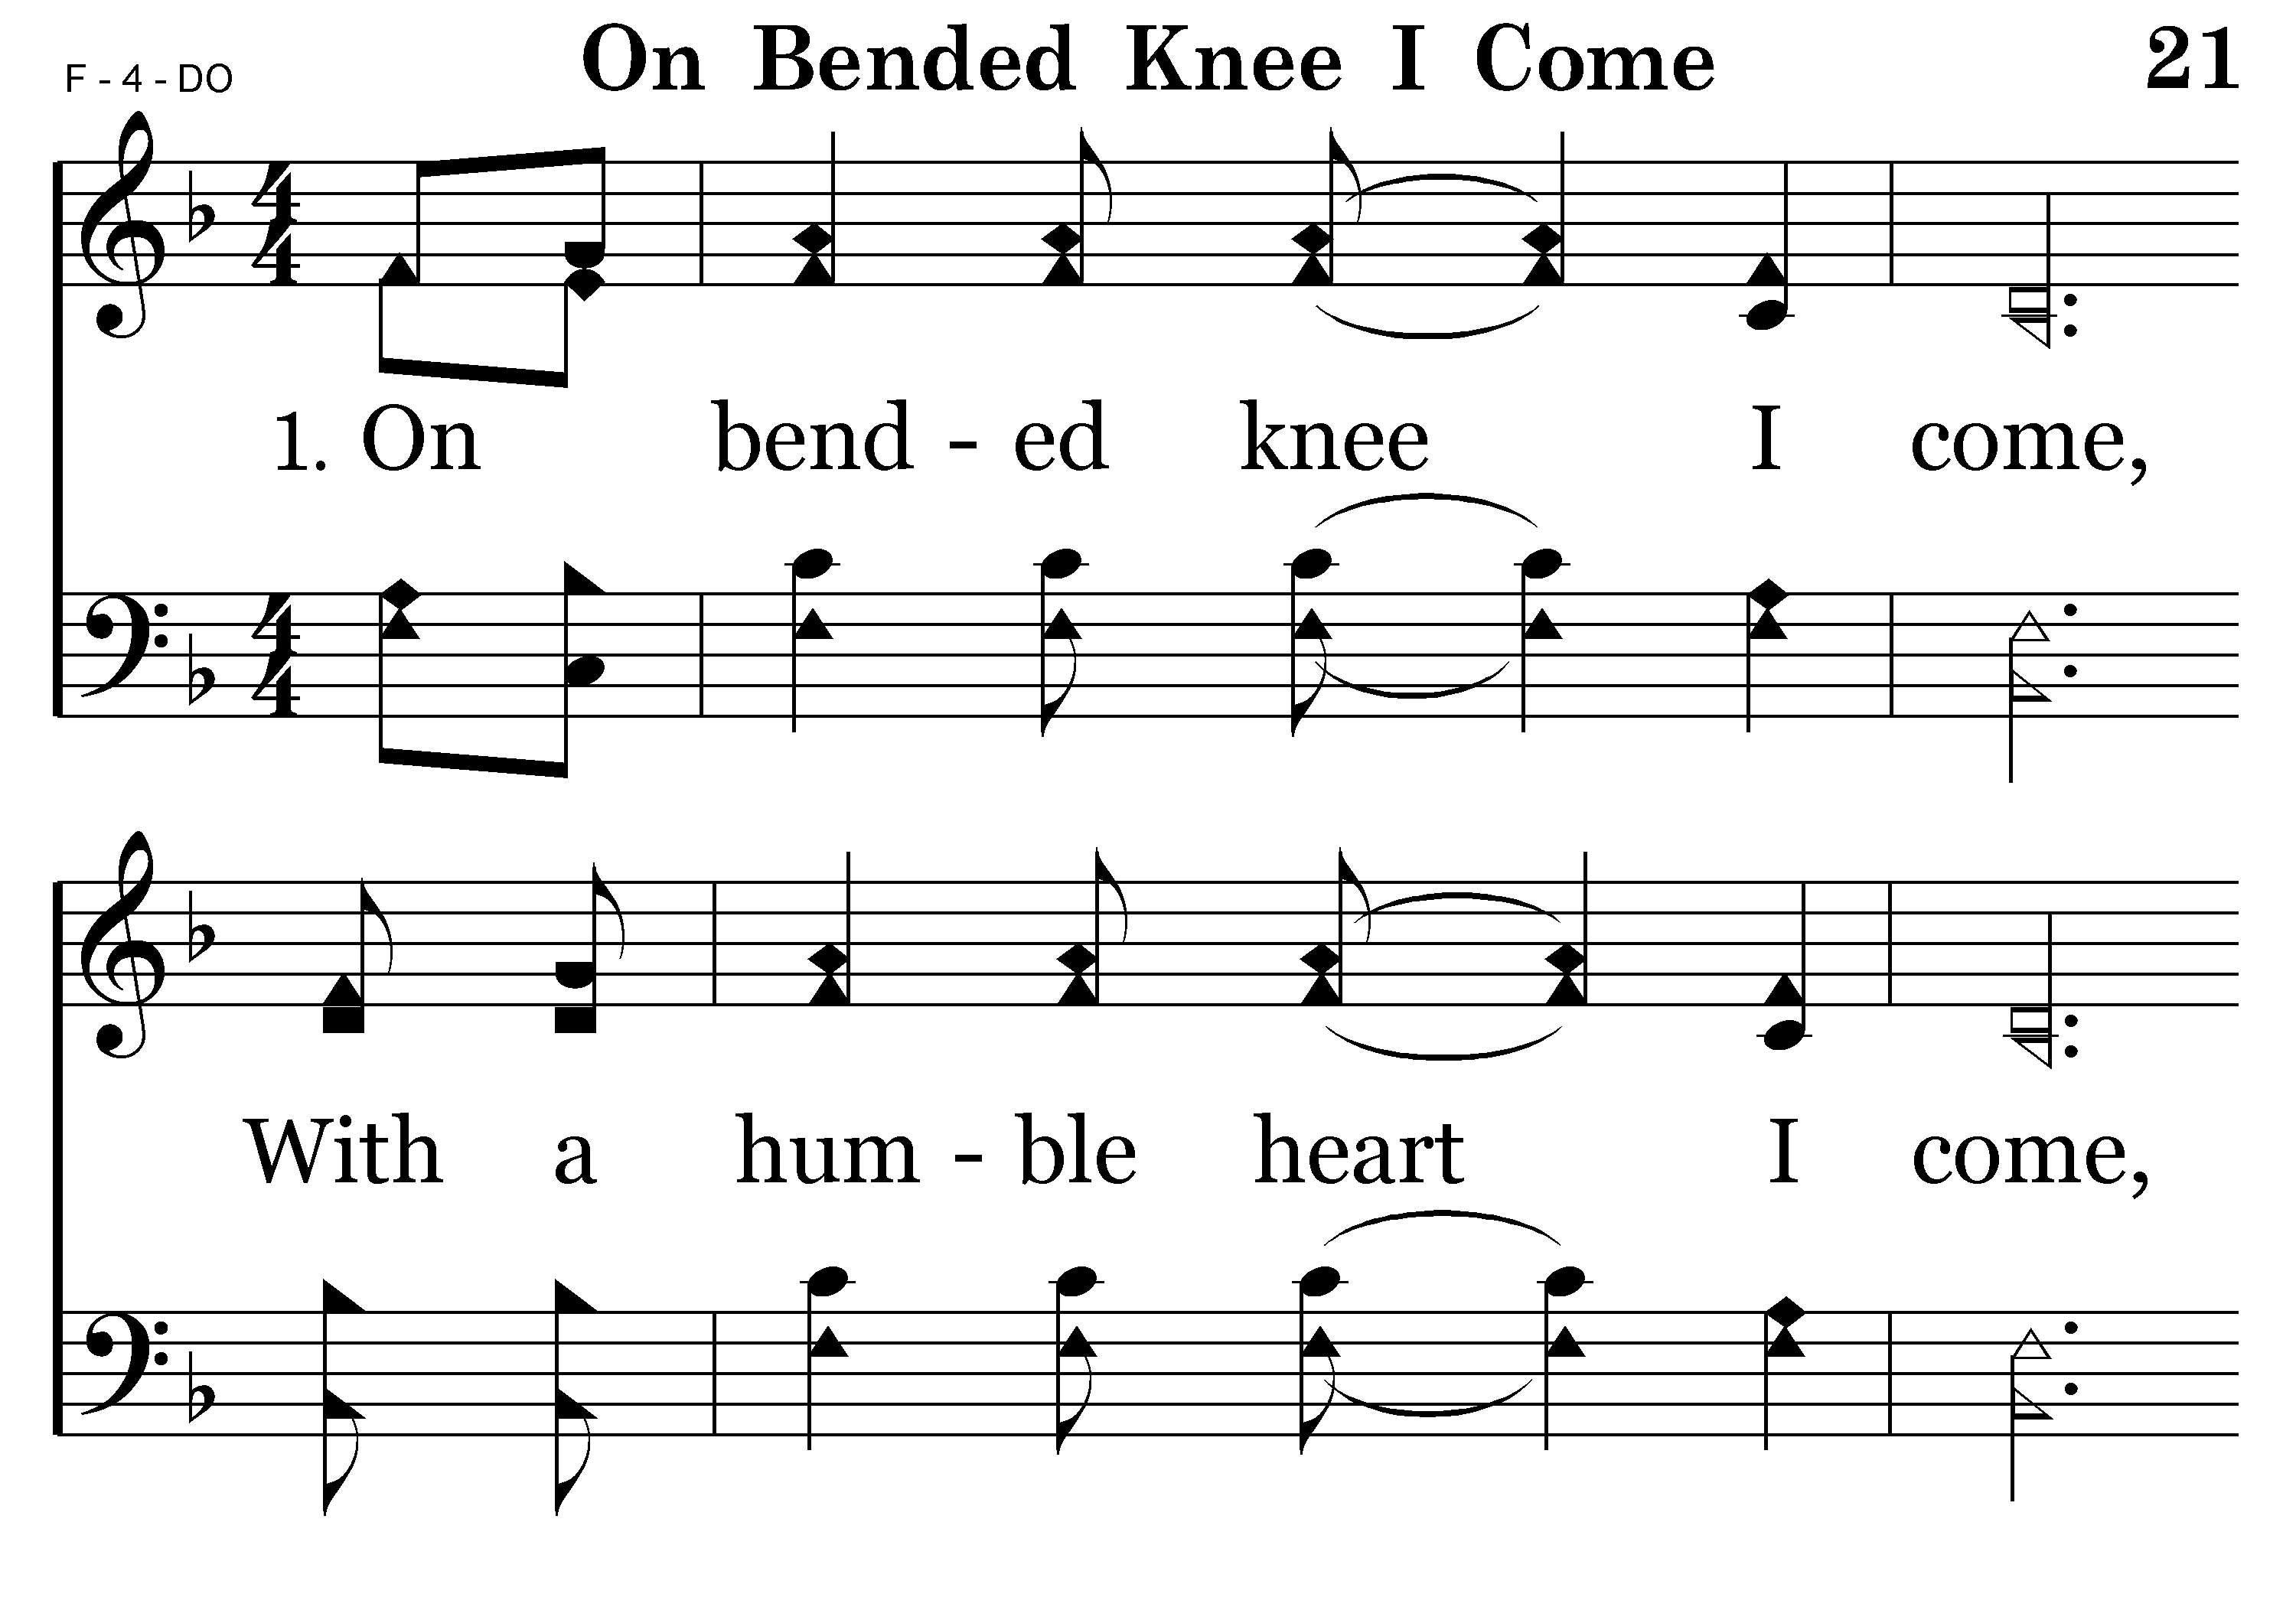 On Bended Knee I Come 21
F - 4 - DO
1. On bend - ed knee I come,
With a hum - ble heart I come,